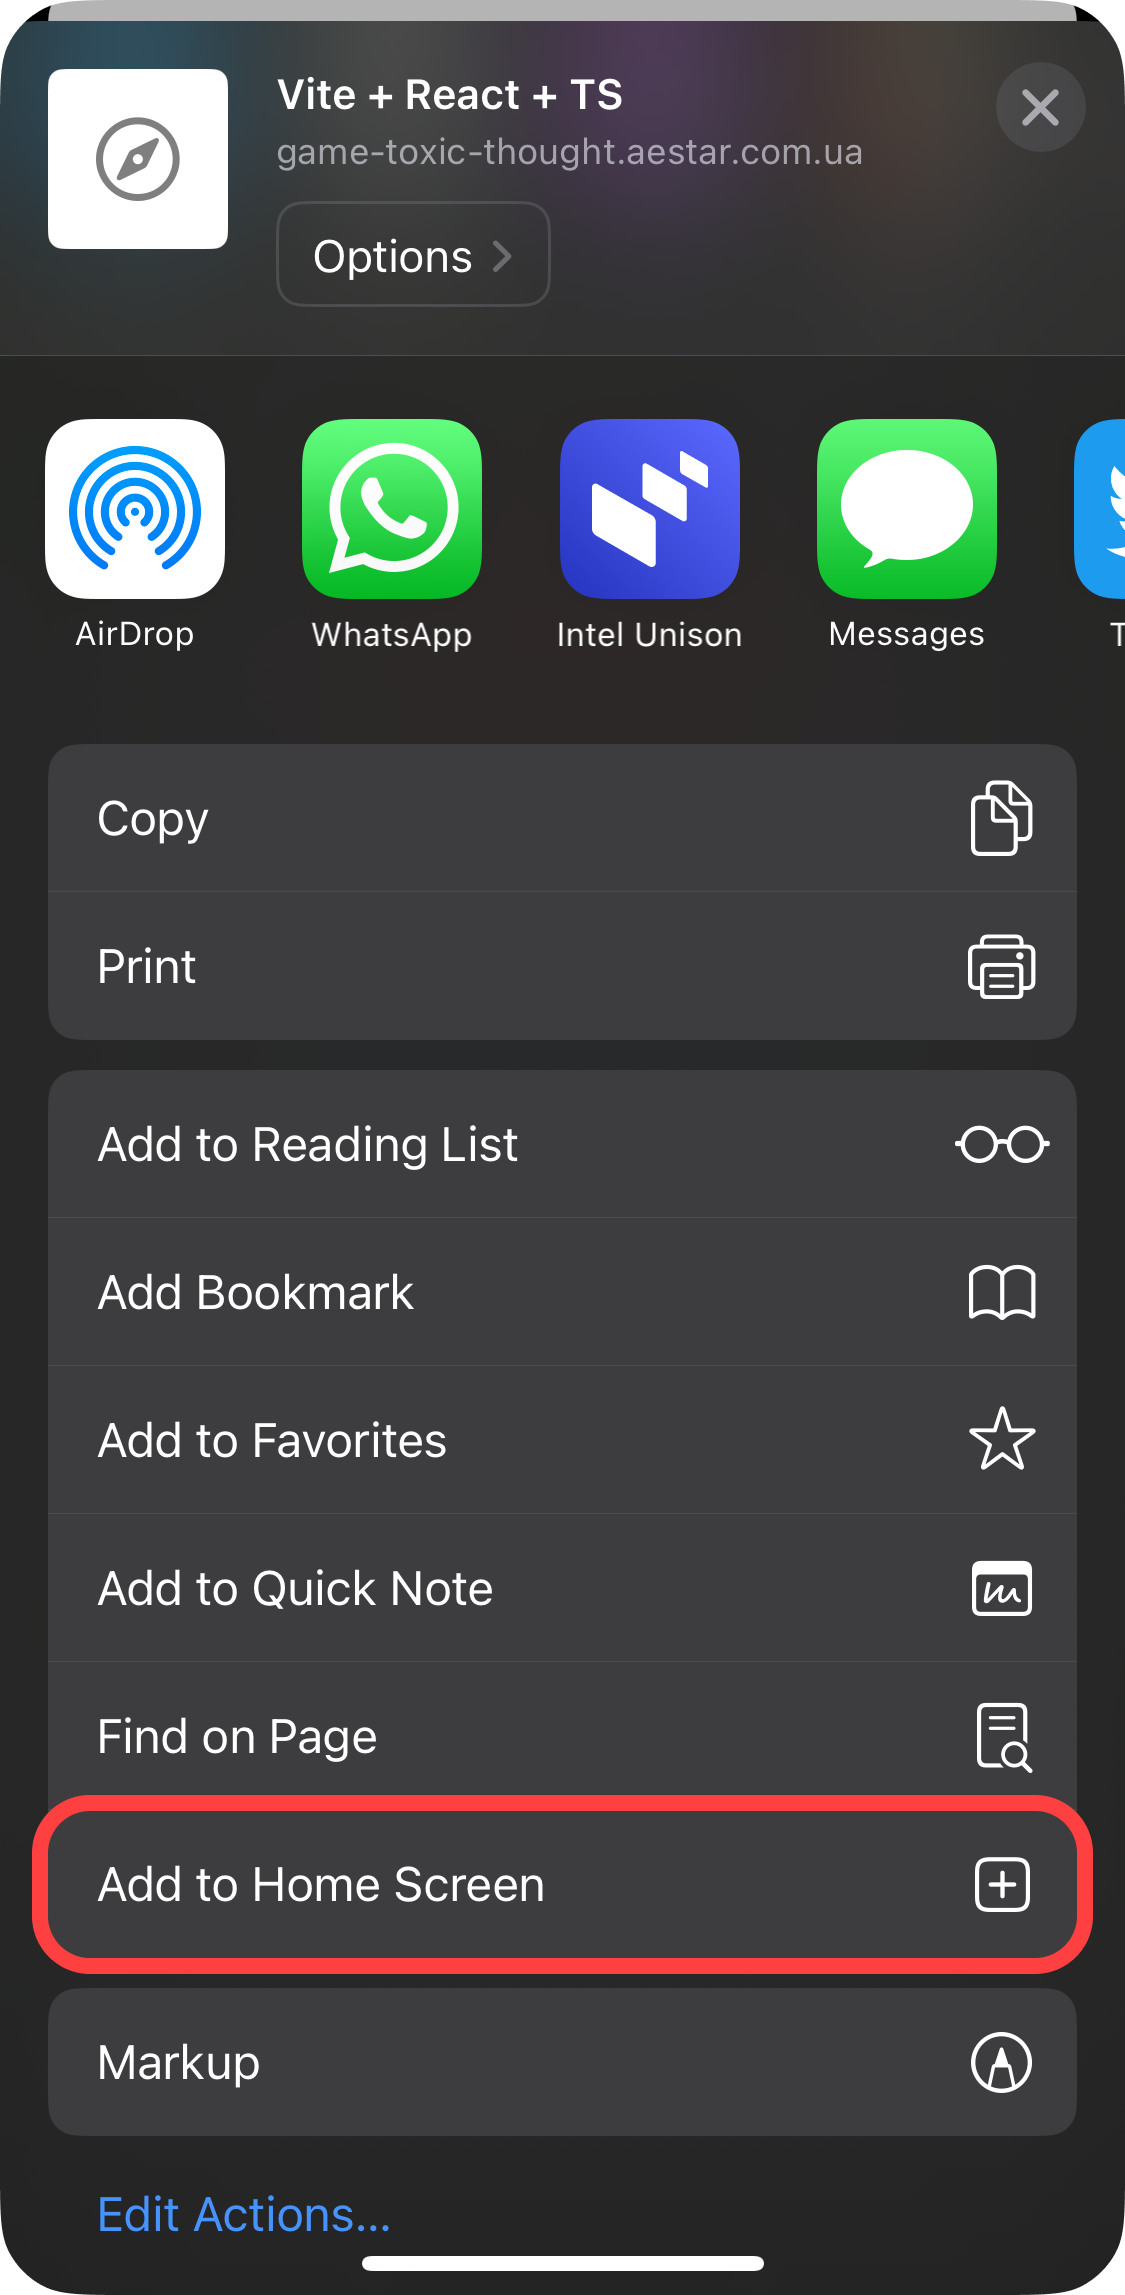 Vite + React + TS
game-toxic-thought.aestar.com.ua
Options
AirDrop
WhatsApp
Intel Unison
Messages
T
Copy
Print
Add to Reading List
Add Bookmark
Add to Favorites
Add to Quick Note
Find on Page
Add to Home Screen
Markup
Edit Actions...